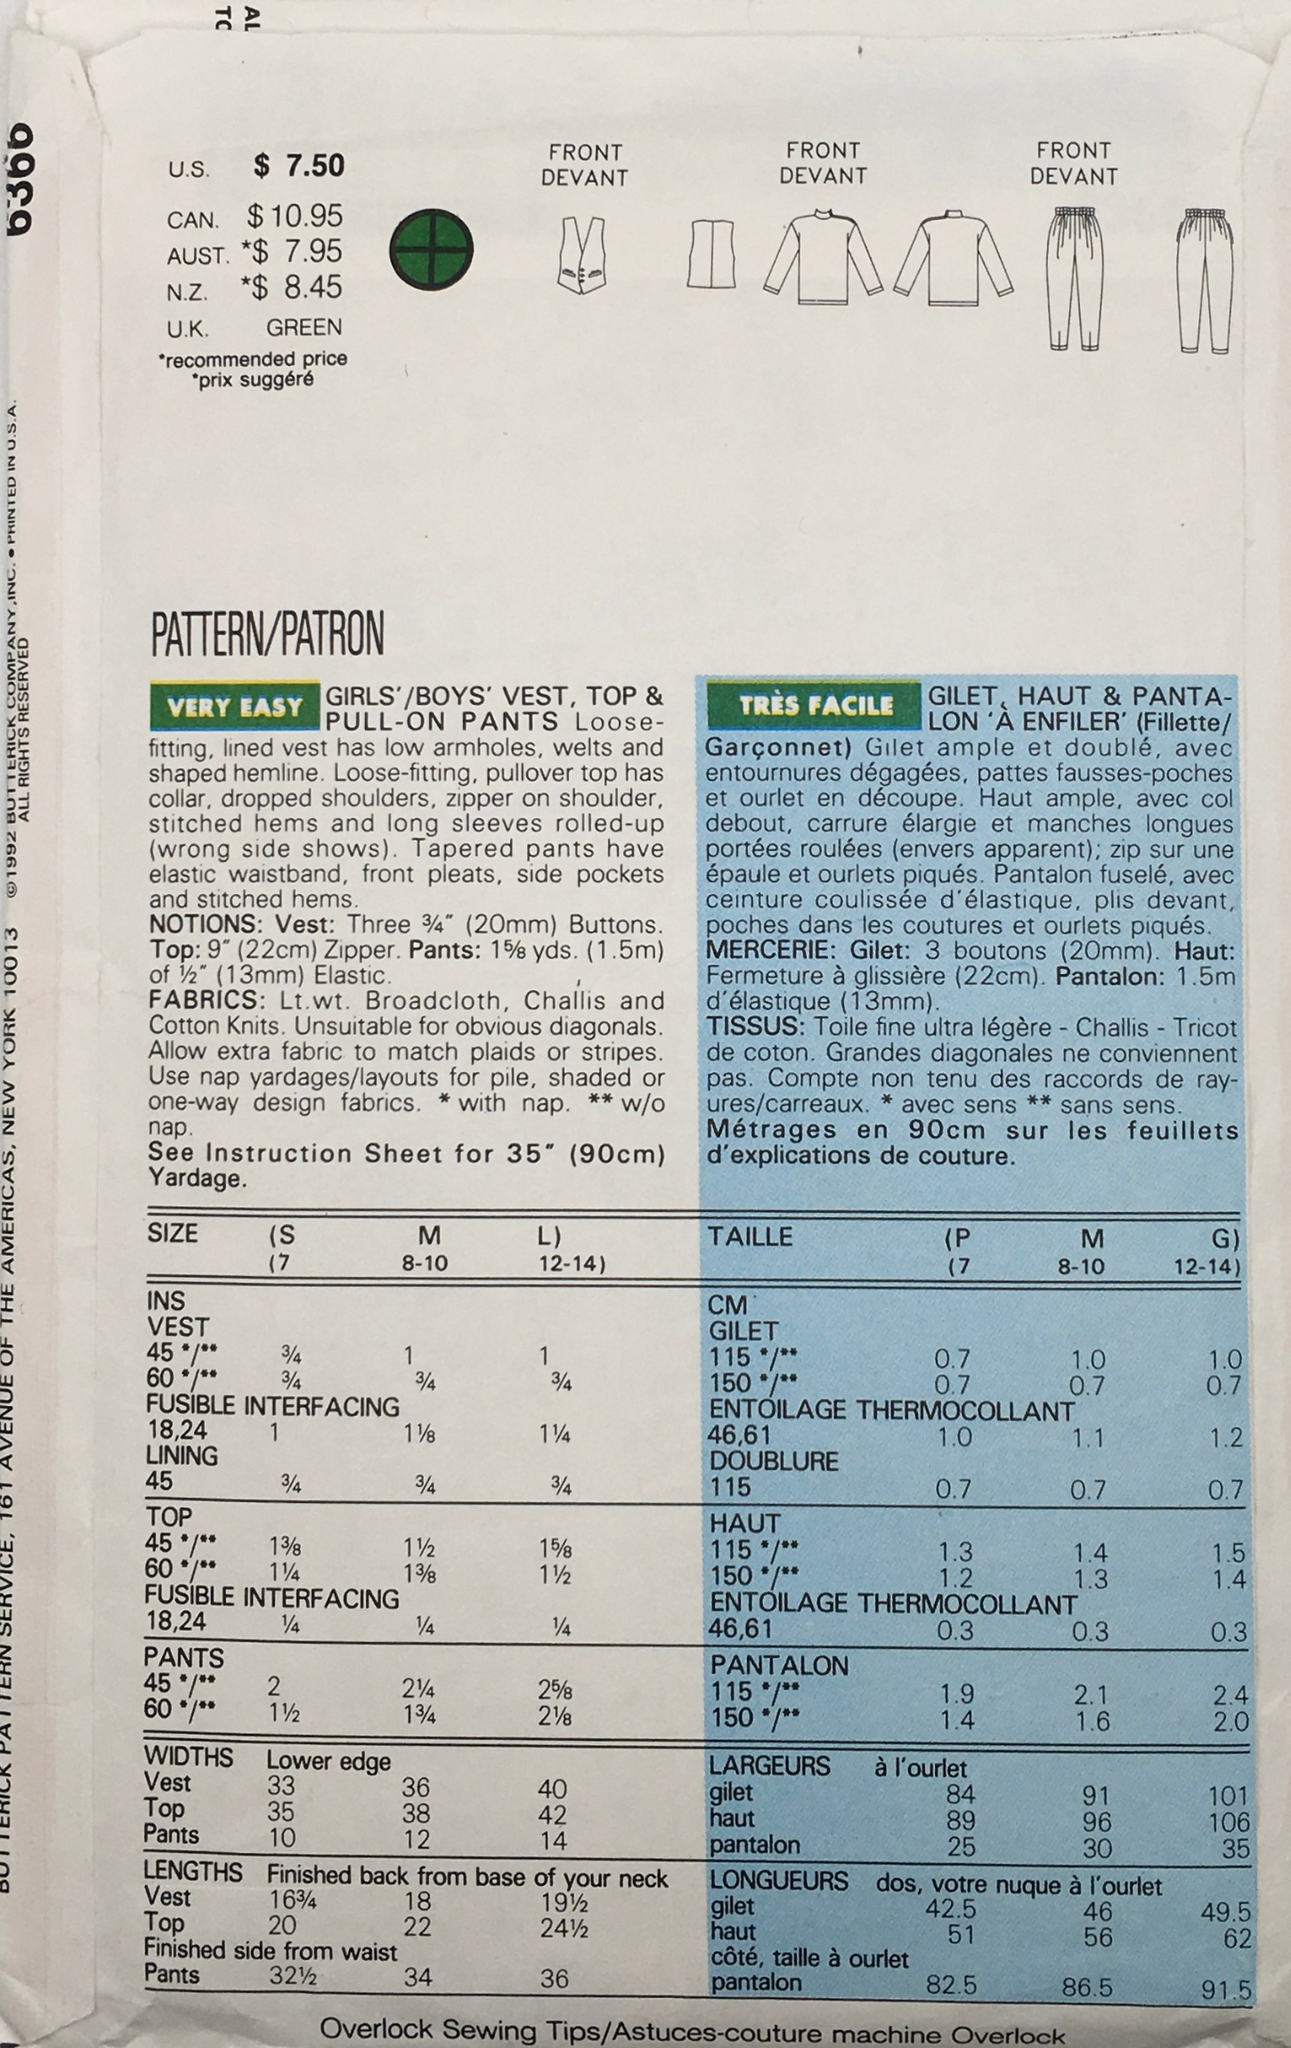 AL
TO
6366
BUTTERICK PATTERN SERVICE, 161 AVENUE OF THE AMERICAS, NEW YORK 10013 ©1992 BUTTERICK COMPANY, INC. • PRINTED IN U.S.A.
ALL RIGHTS RESERVED
U.S. $ 7.50
CAN. $10.95
AUST. *$ 7.95
N.Z. *$ 8.45
U.K. GREEN
*recommended price
*prix suggéré
FRONT
DEVANT
FRONT
DEVANT
FRONT
DEVANT
PATTERN/PATRON
VERY EASY GIRLS'/BOYS' VEST, TOP &
PULL-ON PANTS Loose-
fitting, lined vest has low armholes, welts and
shaped hemline. Loose-fitting, pullover top has
collar, dropped shoulders, zipper on shoulder,
stitched hems and long sleeves rolled-up
(wrong side shows). Tapered pants have
elastic waistband, front pleats, side pockets
and stitched hems.
NOTIONS: Vest: Three ¾" (20mm) Buttons.
Top: 9" (22cm) Zipper. Pants: 1⅝ yds. (1.5m)
of ½" (13mm) Elastic.
FABRICS: Lt.wt. Broadcloth, Challis and
Cotton Knits. Unsuitable for obvious diagonals.
Allow extra fabric to match plaids or stripes.
Use nap yardages/layouts for pile, shaded or
one-way design fabrics. * with nap. ** w/o
nap.
See Instruction Sheet for 35" (90cm)
Yardage.
TRÈS FACILE GILET, HAUT & PANTA-
LON 'À ENFILER' (Fillette/
Garçonnet) Gilet ample et doublé, avec
entournures dégagées, pattes fausses-poches
et ourlet en découpe. Haut ample, avec col
debout, carrure élargie et manches longues
portées roulées (envers apparent); zip sur une
épaule et ourlets piqués. Pantalon fuselé, avec
ceinture coulissée d'élastique, plis devant,
poches dans les coutures et ourlets piqués.
MERCERIE: Gilet: 3 boutons (20mm). Haut:
Fermeture à glissière (22cm). Pantalon: 1.5m
d'élastique (13mm).
TISSUS: Toile fine ultra légère - Challis - Tricot
de coton. Grandes diagonales ne conviennent
pas. Compte non tenu des raccords de ray-
ures/carreaux. * avec sens ** sans sens.
Métrages en 90cm sur les feuillets
d'explications de couture.
SIZE (S M L)
(7 8-10 12-14)
INS
VEST
45 */** ¾ 1 1
60 */** ¾ ¾ ¾
FUSIBLE INTERFACING
18,24 1 1⅛ 1¼
LINING
45 ¾ ¾ ¾
TOP
45 */** 1⅜ 1½ 1⅝
60 */** 1¼ 1⅜ 1½
FUSIBLE INTERFACING
18,24 ¼ ¼ ¼
PANTS
45 */** 2 2¼ 2⅝
60 */** 1½ 1¾ 2⅛
WIDTHS Lower edge
Vest 33 36 40
Top 35 38 42
Pants 10 12 14
LENGTHS Finished back from base of your neck
Vest 16¾ 18 19½
Top 20 22 24½
Finished side from waist
Pants 32½ 34 36
TAILLE (P M G)
(7 8-10 12-14)
CM
GILET
115 */** 0.7 1.0 1.0
150 */** 0.7 0.7 0.7
ENTOILAGE THERMOCOLLANT
46,61 1.0 1.1 1.2
DOUBLURE
115 0.7 0.7 0.7
HAUT
115 */** 1.3 1.4 1.5
150 */** 1.2 1.3 1.4
ENTOILAGE THERMOCOLLANT
46,61 0.3 0.3 0.3
PANTALON
115 */** 1.9 2.1 2.4
150 */** 1.4 1.6 2.0
LARGEURS à l'ourlet
gilet 84 91 101
haut 89 96 106
pantalon 25 30 35
LONGUEURS dos, votre nuque à l'ourlet
gilet 42.5 46 49.5
haut 51 56 62
côté, taille à ourlet
pantalon 82.5 86.5 91.5
Overlock Sewing Tips/Astuces-couture machine Overlock